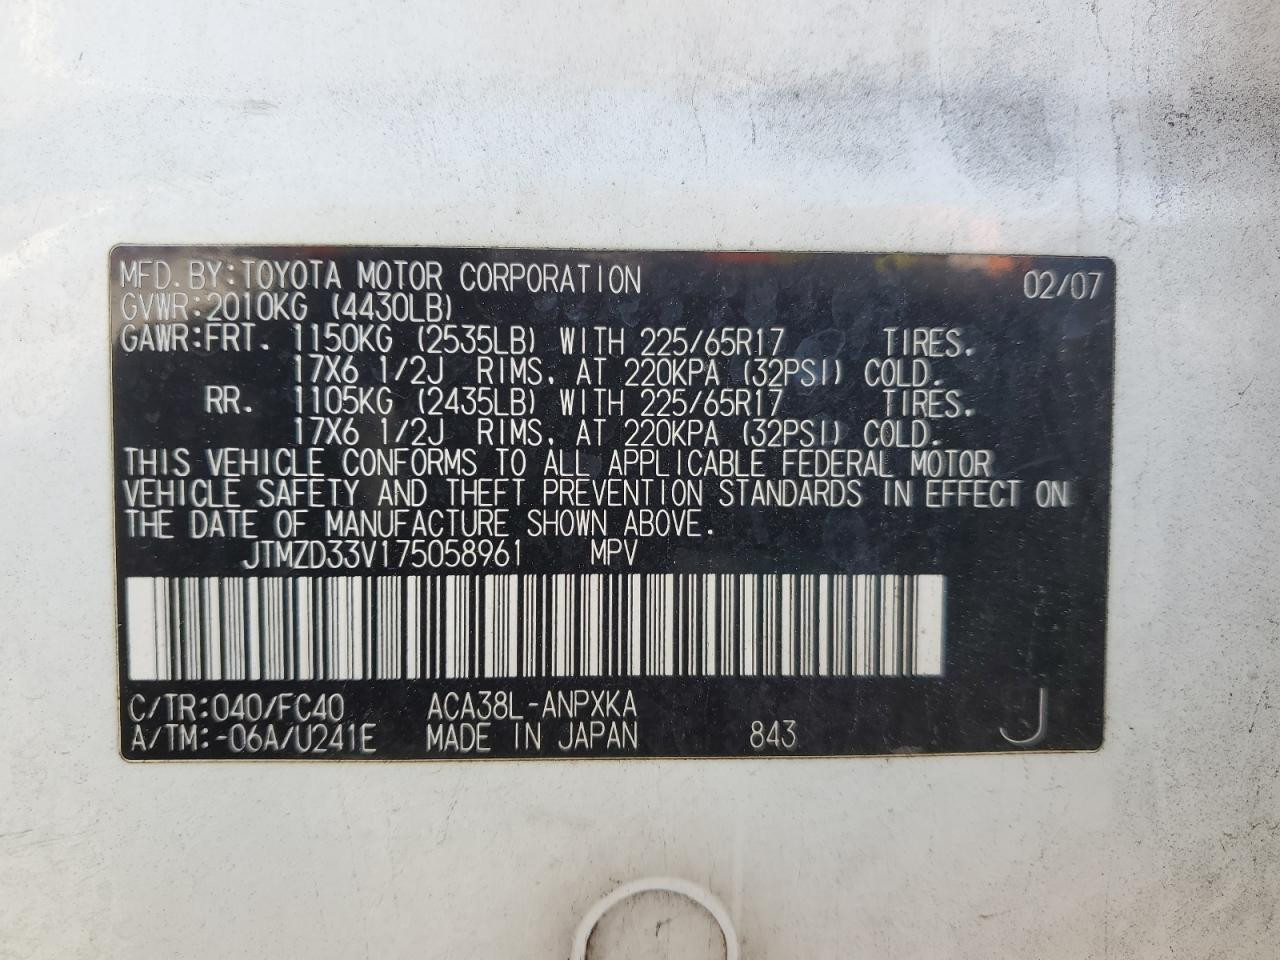 MFD. BY: TOYOTA MOTOR CORPORATION 02/07
GVWR: 2010KG (4430LB)
GAWR: FRT. 1150KG (2535LB) WITH 225/65R17 TIRES.
17X6 1/2J RIMS. AT 220KPA (32PSI) COLD.
RR. 1105KG (2435LB) WITH 225/65R17 TIRES.
17X6 1/2J RIMS. AT 220KPA (32PSI) COLD.
THIS VEHICLE CONFORMS TO ALL APPLICABLE FEDERAL MOTOR
VEHICLE SAFETY AND THEFT PREVENTION STANDARDS IN EFFECT ON
THE DATE OF MANUFACTURE SHOWN ABOVE.
JTMZD33V175058961 MPV
C/TR: 040/FC40 ACA38L-ANPXKA J
A/TM: -06A/U241E MADE IN JAPAN 843